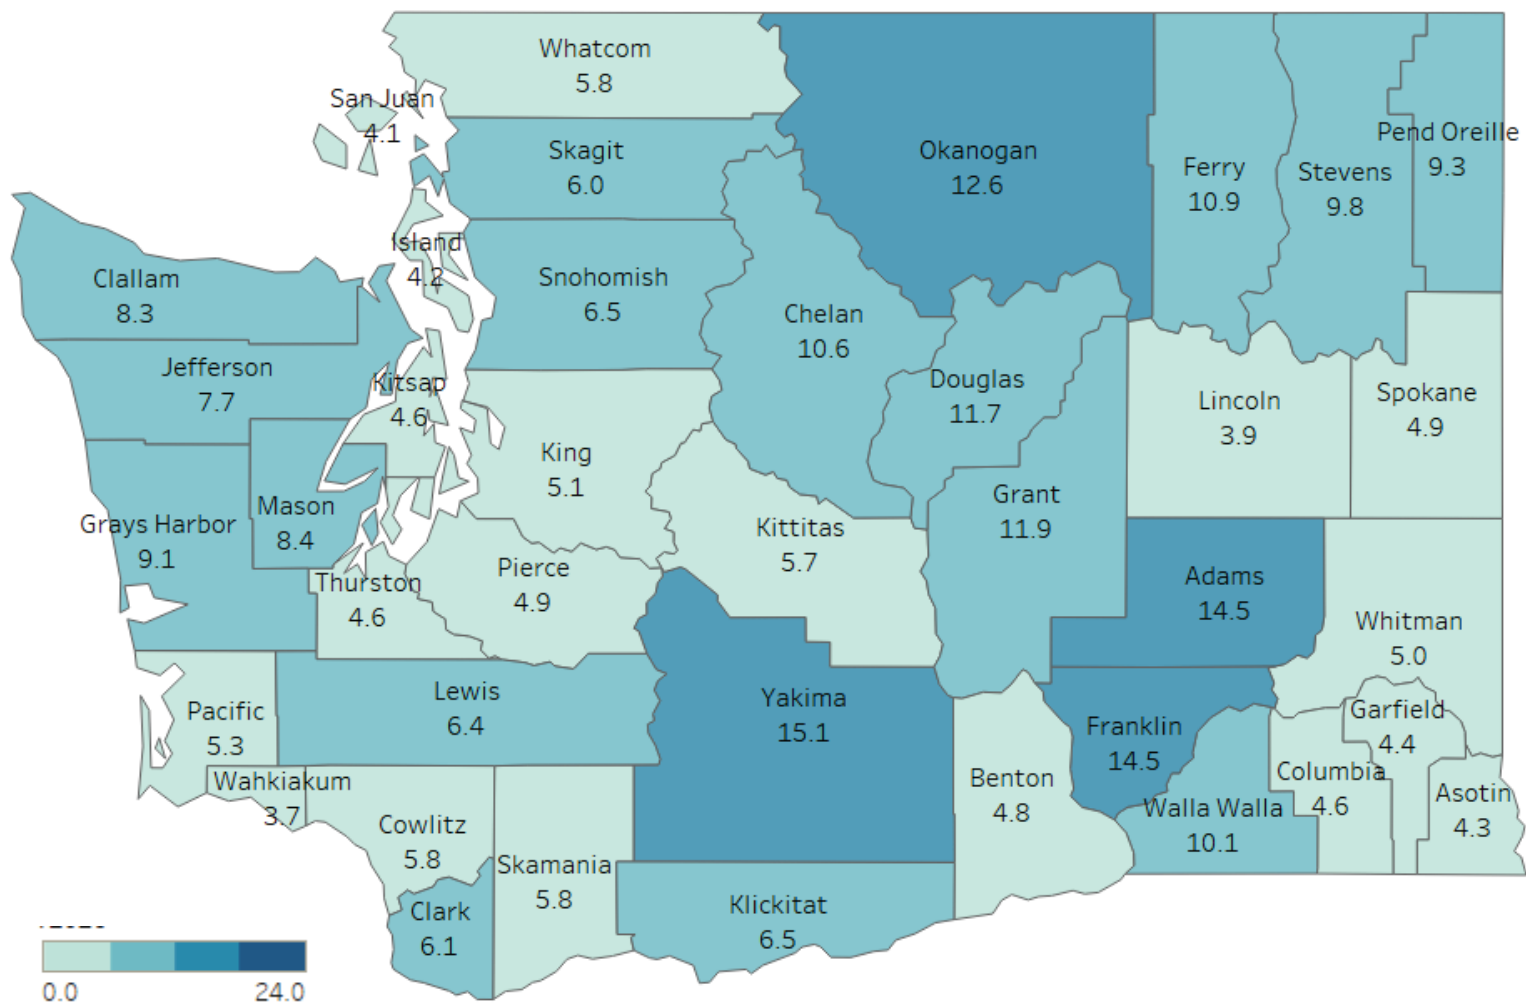 Whatcom
5.8
San Juan
4.1
Skagit
6.0
Okanogan
12.6
Ferry
10.9
Stevens
9.8
Pend Oreille
9.3
Island
4.2
Clallam
8.3
Snohomish
6.5
Chelan
10.6
Jefferson
7.7
Kitsap
4.6
Douglas
11.7
Lincoln
3.9
Spokane
4.9
King
5.1
Grays Harbor
9.1
Mason
8.4
Kittitas
5.7
Grant
11.9
Thurston
4.6
Pierce
4.9
Adams
14.5
Whitman
5.0
Pacific
5.3
Lewis
6.4
Yakima
15.1
Franklin
14.5
Garfield
4.4
Wahkiakum
3.7
Cowlitz
5.8
Skamania
5.8
Benton
4.8
Walla Walla
10.1
Columbia
4.6
Asotin
4.3
Clark
6.1
Klickitat
6.5
0.0
24.0